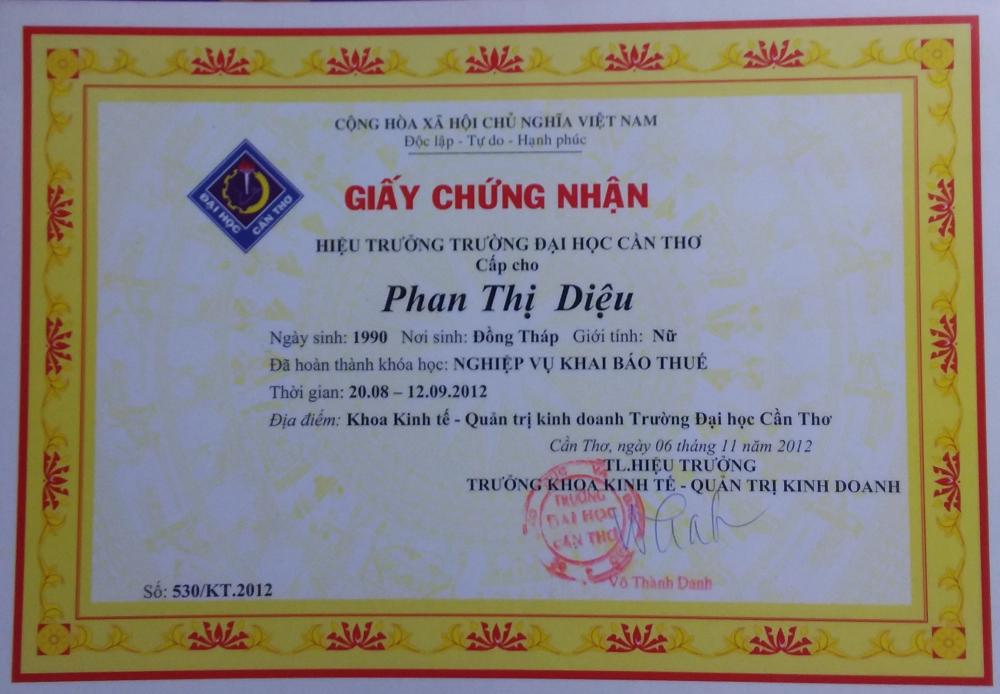 CỘNG HÒA XÃ HỘI CHỦ NGHĨA VIỆT NAM
Độc lập - Tự do - Hạnh phúc
ĐẠI HỌC CẦN THƠ
GIẤY CHỨNG NHẬN
HIỆU TRƯỞNG TRƯỜNG ĐẠI HỌC CẦN THƠ
Cấp cho
Phan Thị Diệu
Ngày sinh: 1990 Nơi sinh: Đồng Tháp Giới tính: Nữ
Đã hoàn thành khóa học: NGHIỆP VỤ KHAI BÁO THUẾ
Thời gian: 20.08 – 12.09.2012
Địa điểm: Khoa Kinh tế - Quản trị kinh doanh Trường Đại học Cần Thơ
Cần Thơ, ngày 06 tháng 11 năm 2012
TL.HIỆU TRƯỞNG
TRƯỞNG KHOA KINH TẾ - QUẢN TRỊ KINH DOANH
TRƯỜNG
ĐẠI HỌC
CẦN THƠ
Võ Thành Danh
Số: 530/KT.2012